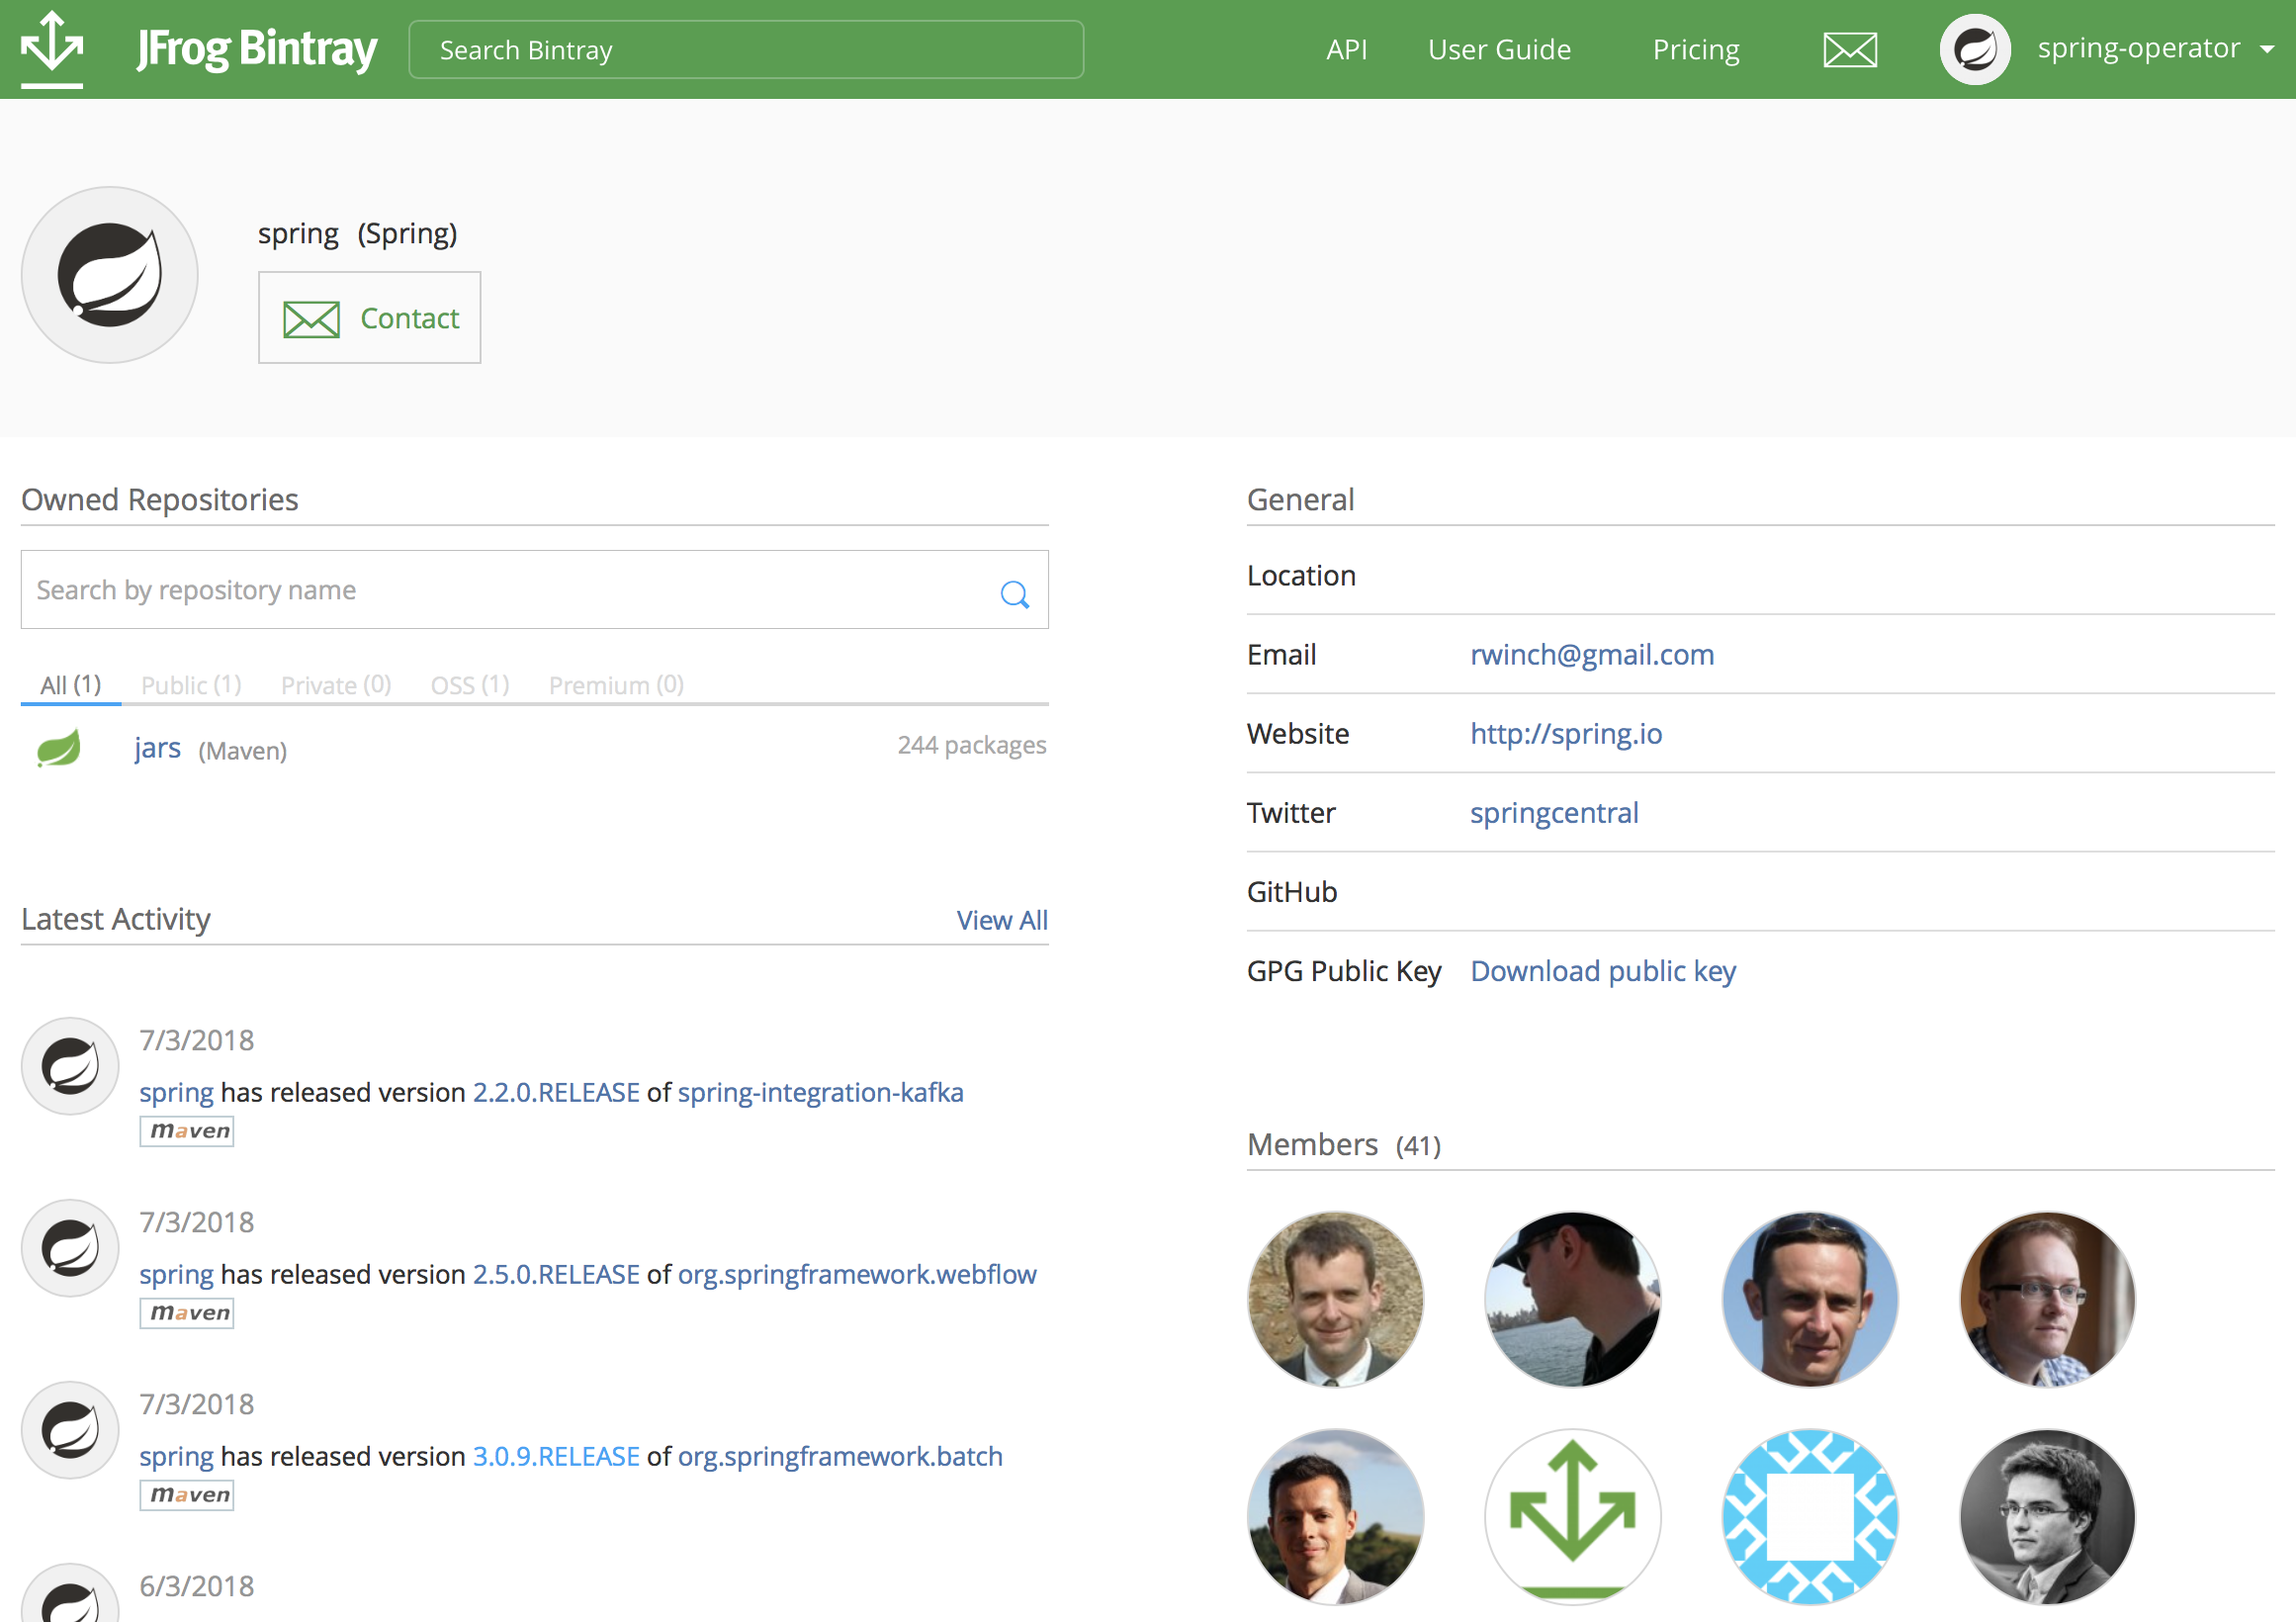 JFrog Bintray
Search Bintray
API
User Guide
Pricing
spring-operator
spring (Spring)
Contact
Owned Repositories
Search by repository name
All (1) Public (1) Private (0) OSS (1) Premium (0)
jars (Maven) 244 packages
Latest Activity View All
7/3/2018
spring has released version 2.2.0.RELEASE of spring-integration-kafka
maven
7/3/2018
spring has released version 2.5.0.RELEASE of org.springframework.webflow
maven
7/3/2018
spring has released version 3.0.9.RELEASE of org.springframework.batch
maven
6/3/2018
General
Location
Email rwinch@gmail.com
Website http://spring.io
Twitter springcentral
GitHub
GPG Public Key Download public key
Members (41)